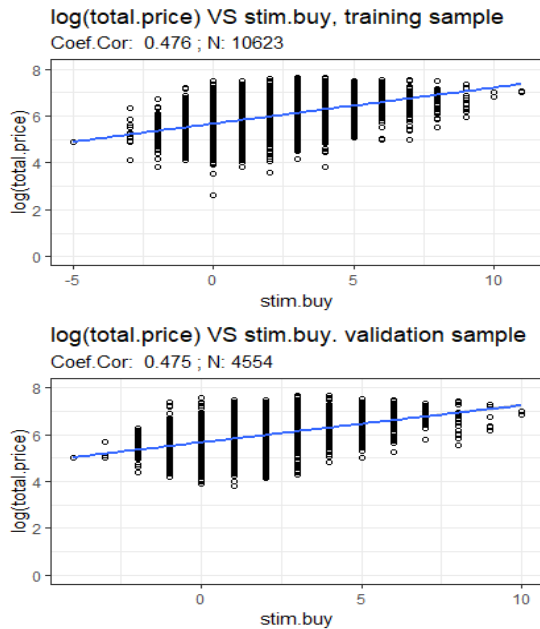 log(total.price) VS stim.buy, training sample
Coef.Cor: 0.476 ; N: 10623
8
6
4
2
0
log(total.price)
-5
0
5
10
stim.buy
log(total.price) VS stim.buy. validation sample
Coef.Cor: 0.475 ; N: 4554
8
6
4
2
0
log(total.price)
0
5
10
stim.buy